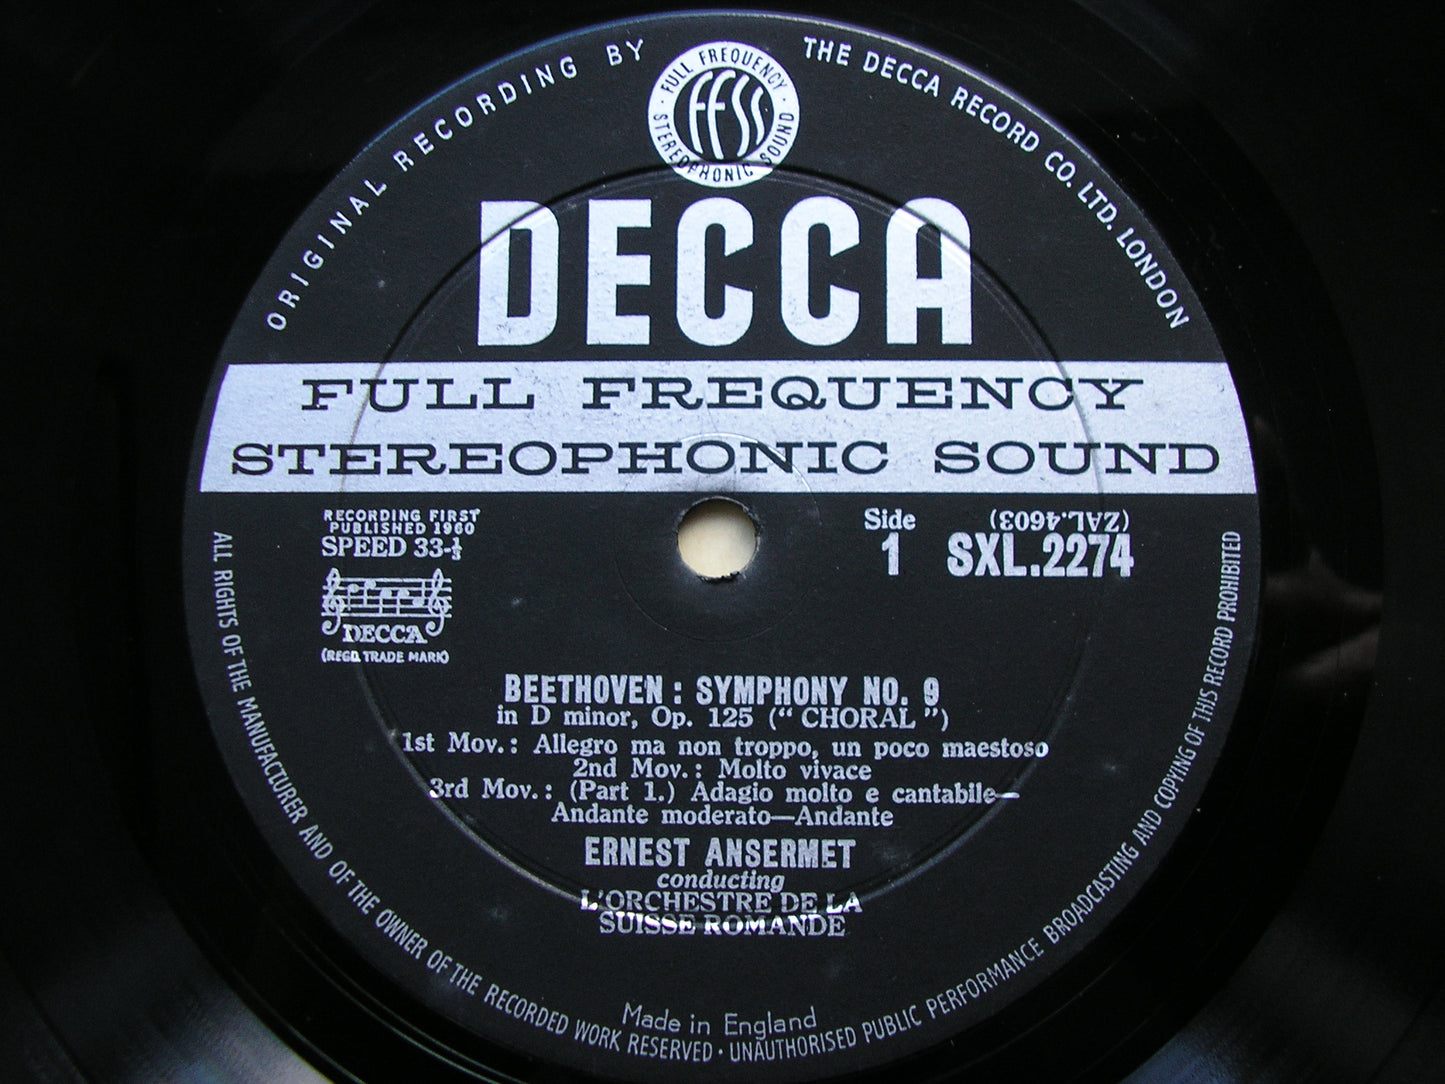 ORIGINAL RECORDING BY
THE DECCA RECORD CO. LTD. LONDON
FULL FREQUENCY
ffss
STEREOPHONIC SOUND
DECCA
FULL FREQUENCY
STEREOPHONIC SOUND
RECORDING FIRST
PUBLISHED 1960
SPEED 33-⅓
DECCA
(REGD. TRADE MARK)
Side
1
(ZAL.4603)
SXL.2274
BEETHOVEN : SYMPHONY NO. 9
in D minor, Op. 125 (“ CHORAL ”)
1st Mov.: Allegro ma non troppo, un poco maestoso
2nd Mov.: Molto vivace
3rd Mov.: (Part 1.) Adagio molto e cantabile—
Andante moderato—Andante
ERNEST ANSERMET
conducting
L'ORCHESTRE DE LA
SUISSE ROMANDE
Made in England
ALL RIGHTS OF THE MANUFACTURER AND OF THE OWNER OF THE RECORDED WORK RESERVED · UNAUTHORISED PUBLIC PERFORMANCE BROADCASTING AND COPYING OF THIS RECORD PROHIBITED